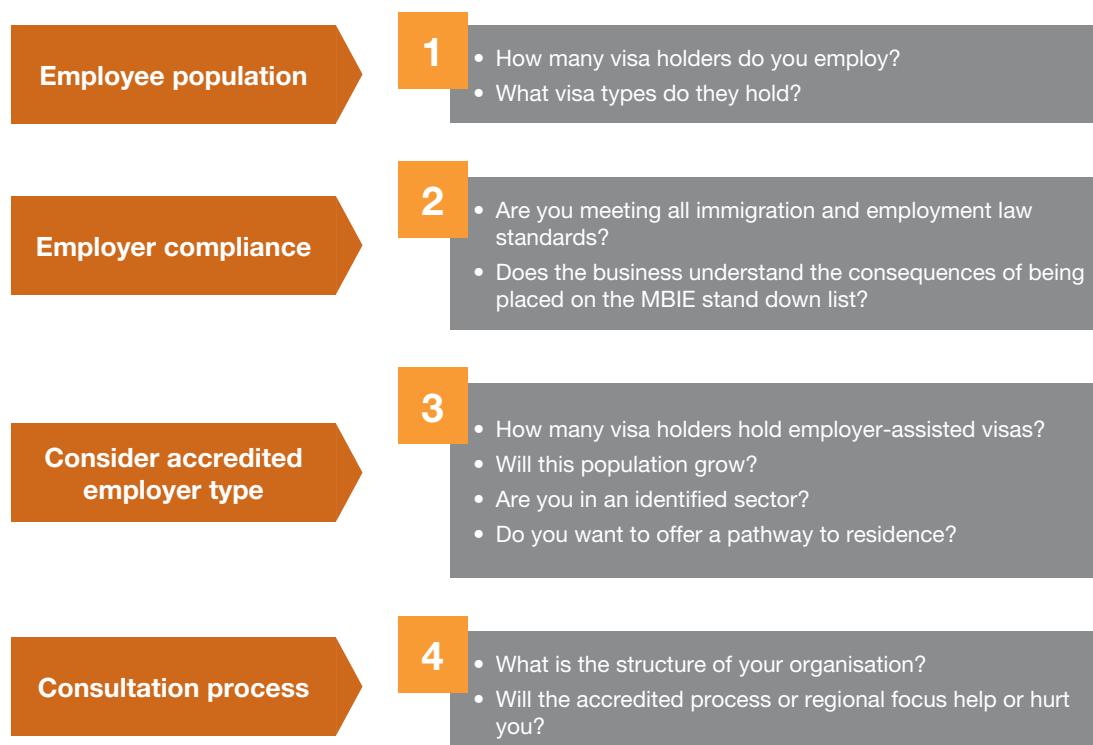 Employee population
1
• How many visa holders do you employ?
• What visa types do they hold?
Employer compliance
2
• Are you meeting all immigration and employment law
standards?
• Does the business understand the consequences of being
placed on the MBIE stand down list?
Consider accredited
employer type
3
• How many visa holders hold employer-assisted visas?
• Will this population grow?
• Are you in an identified sector?
• Do you want to offer a pathway to residence?
Consultation process
4
• What is the structure of your organisation?
• Will the accredited process or regional focus help or hurt
you?